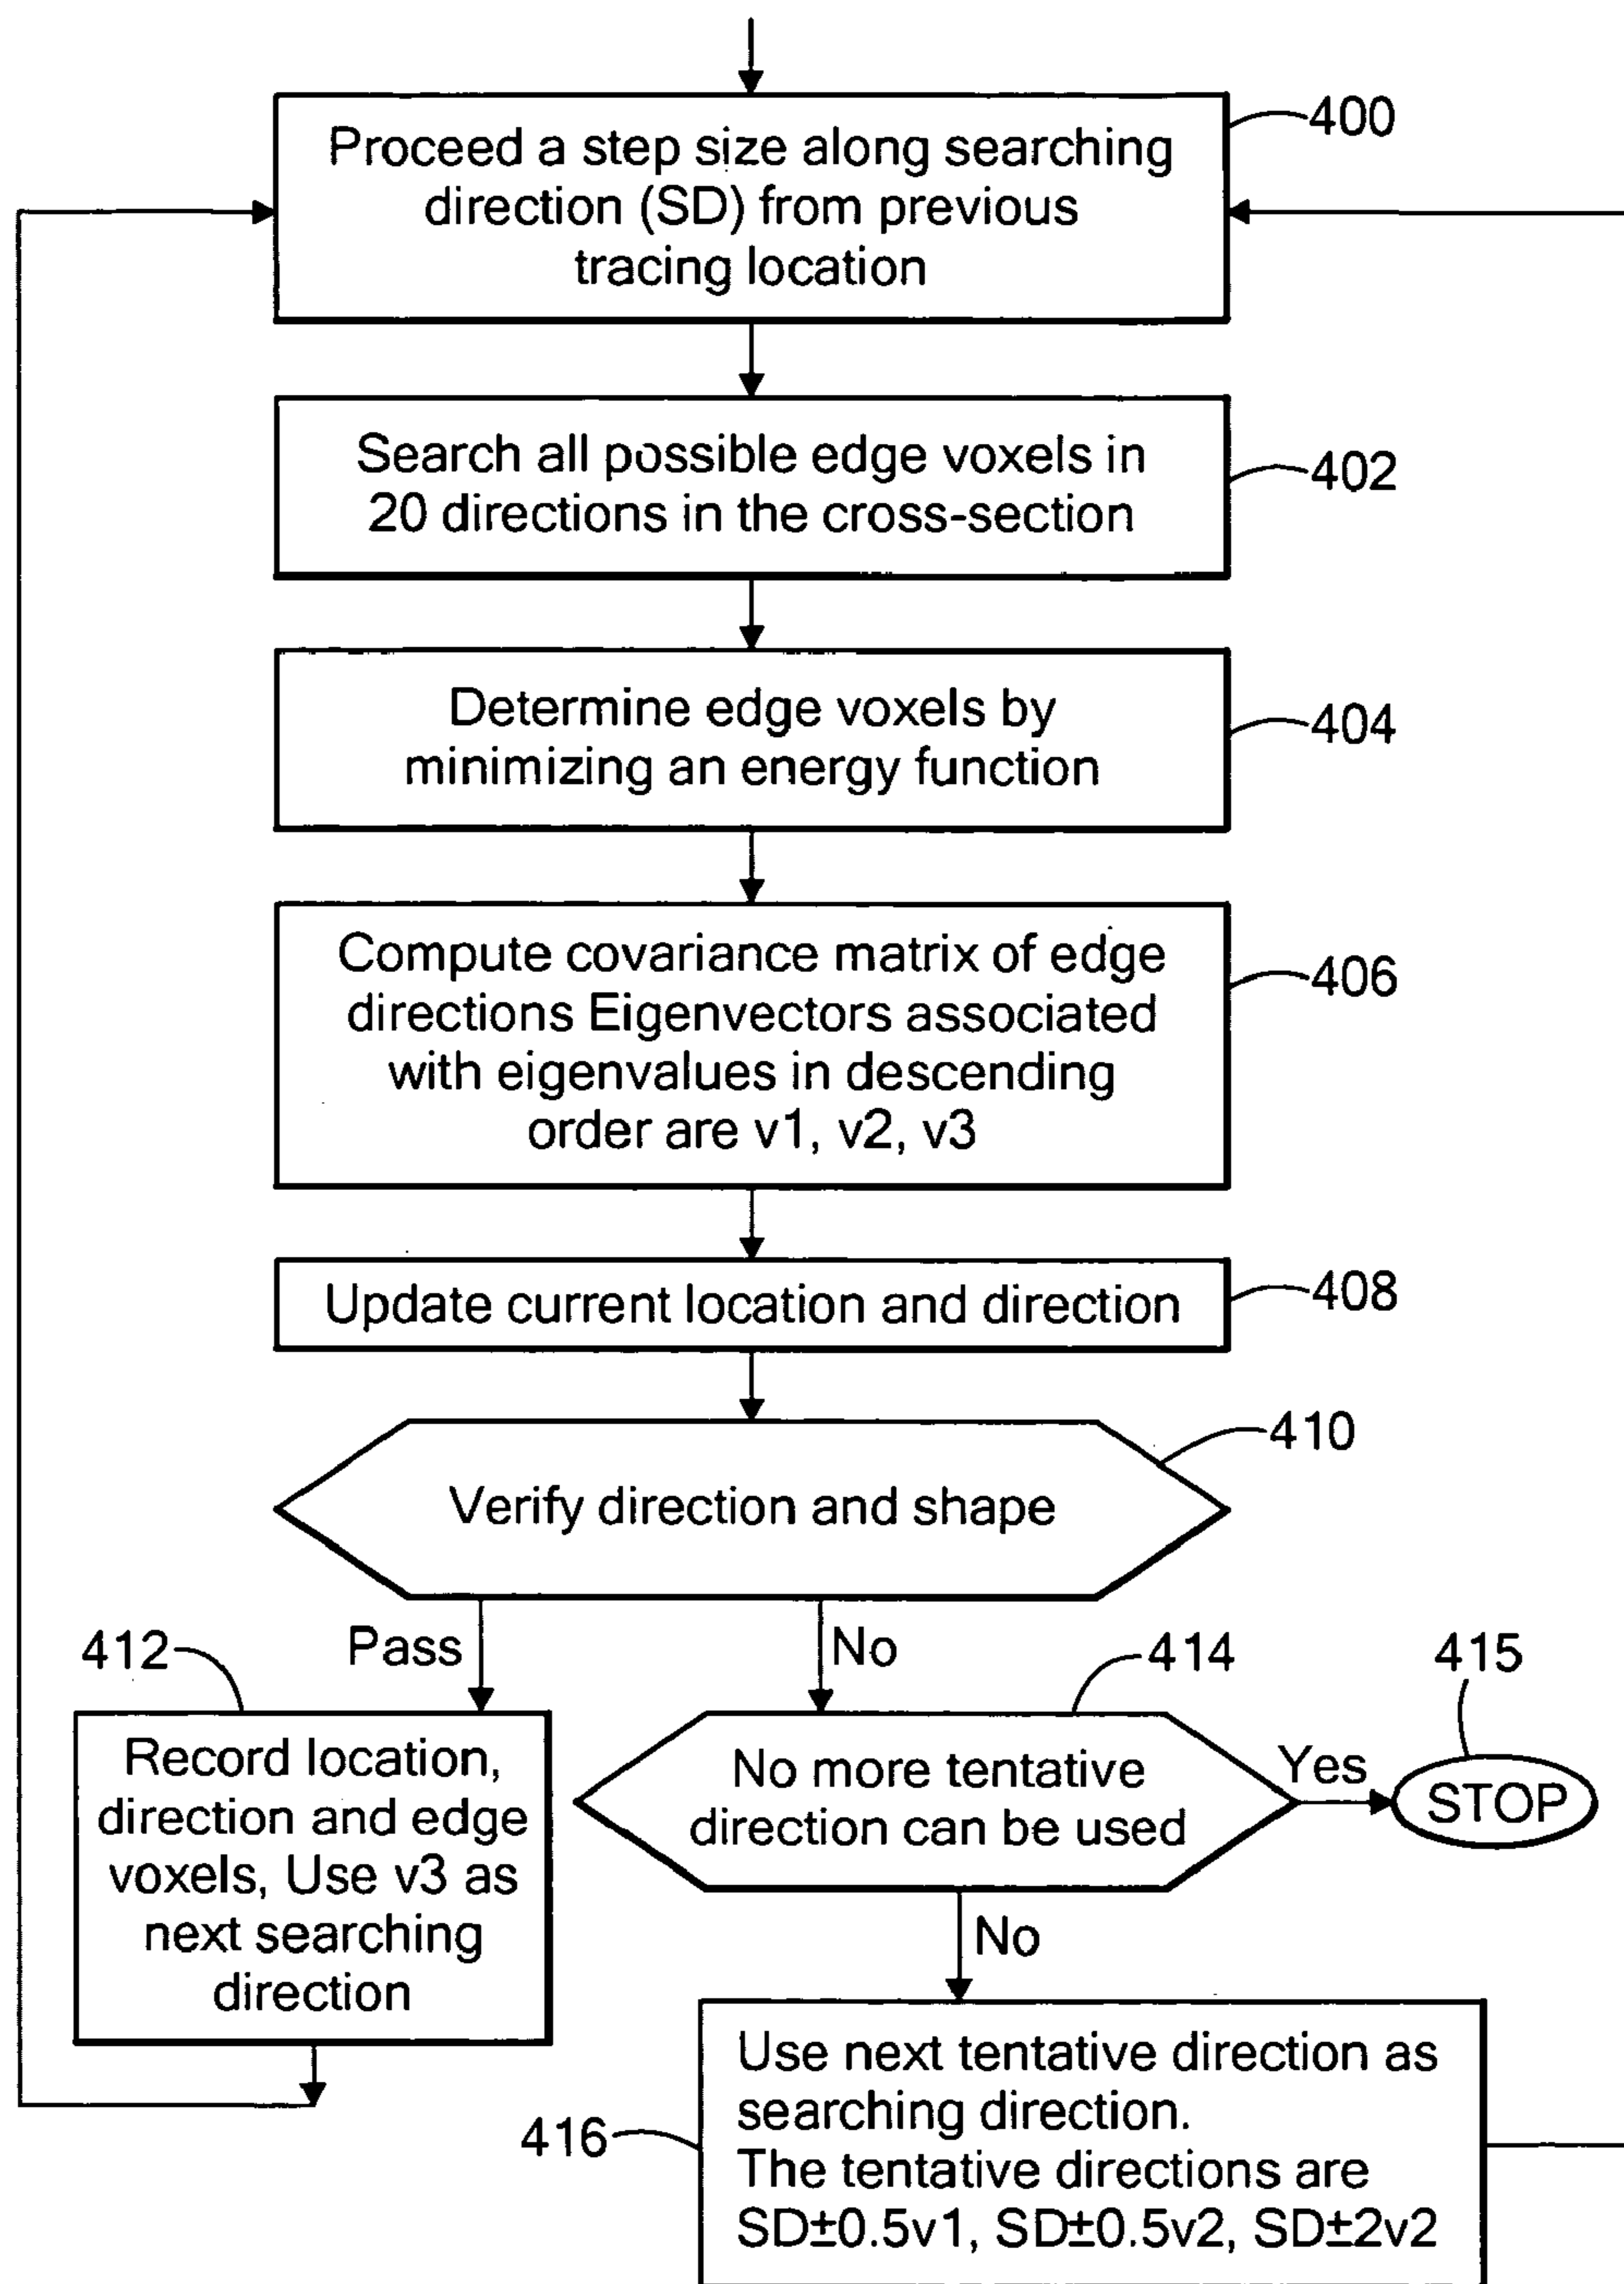 Proceed a step size along searching
direction (SD) from previous
tracing location
400
Search all possible edge voxels in
20 directions in the cross-section
402
Determine edge voxels by
minimizing an energy function
404
Compute covariance matrix of edge
directions Eigenvectors associated
with eigenvalues in descending
order are v1, v2, v3
406
Update current location and direction
408
Verify direction and shape
410
Pass
No
412
Record location,
direction and edge
voxels, Use v3 as
next searching
direction
414
No more tentative
direction can be used
Yes
415
STOP
No
416
Use next tentative direction as
searching direction.
The tentative directions are
SD±0.5v1, SD±0.5v2, SD±2v2